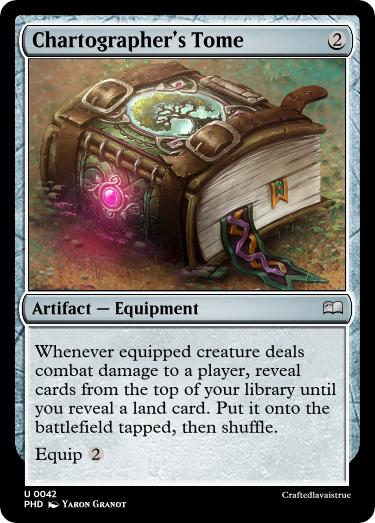 Chartographer's Tome 2
Artifact — Equipment
Whenever equipped creature deals
combat damage to a player, reveal
cards from the top of your library until
you reveal a land card. Put it onto the
battlefield tapped, then shuffle.
Equip 2
U 0042
PHD Yaron Granot
Craftedlavaistrue